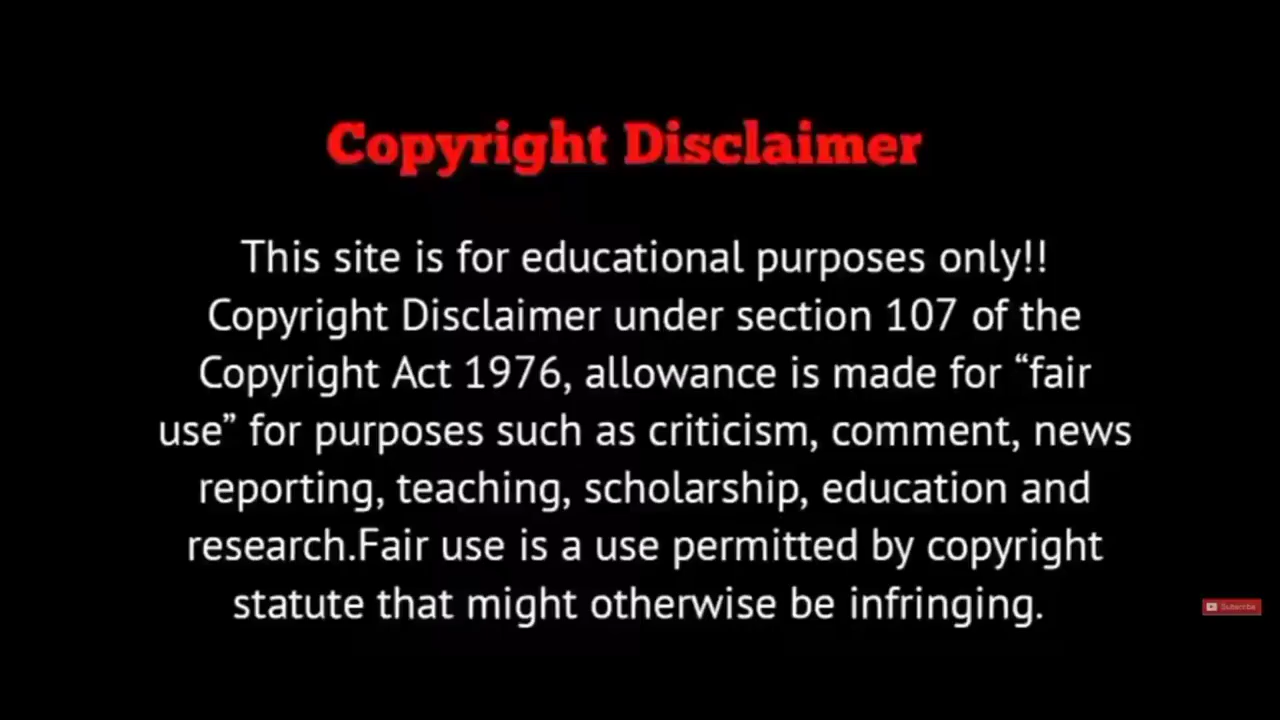 Copyright Disclaimer
This site is for educational purposes only!!
Copyright Disclaimer under section 107 of the
Copyright Act 1976, allowance is made for “fair
use” for purposes such as criticism, comment, news
reporting, teaching, scholarship, education and
research.Fair use is a use permitted by copyright
statute that might otherwise be infringing.
Subscribe